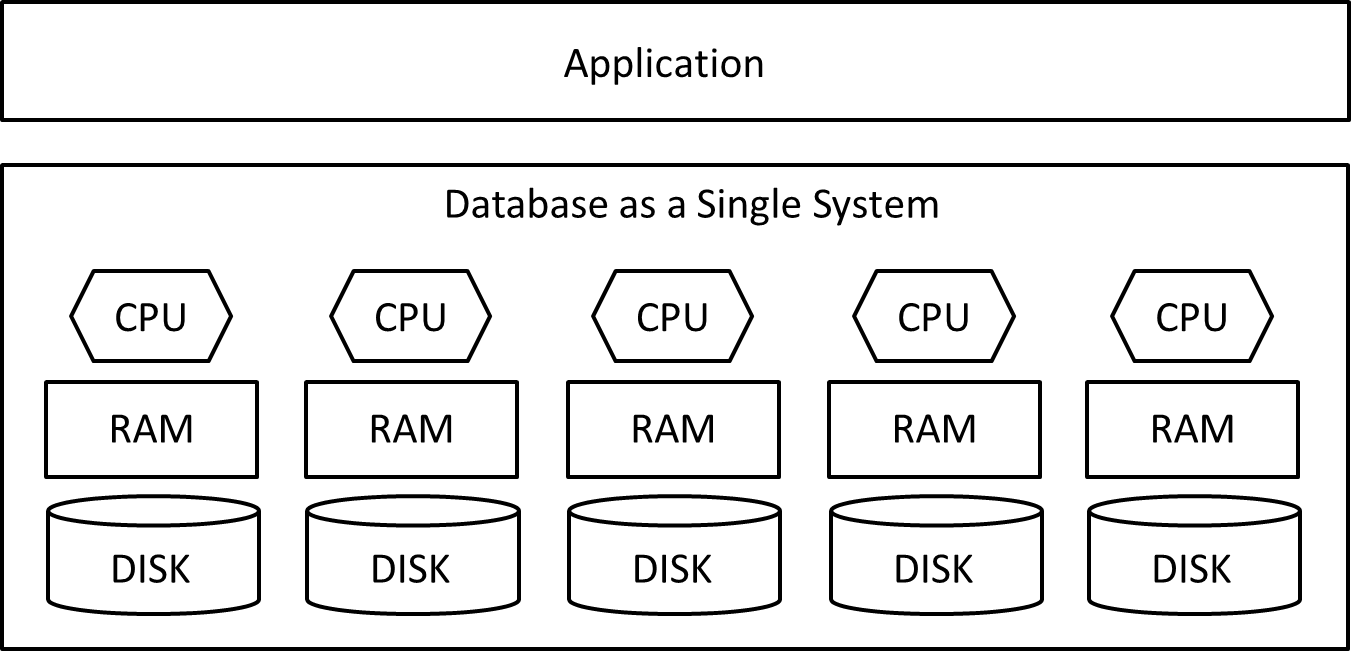 Application
Database as a Single System
CPU CPU CPU CPU CPU
RAM RAM RAM RAM RAM
DISK DISK DISK DISK DISK